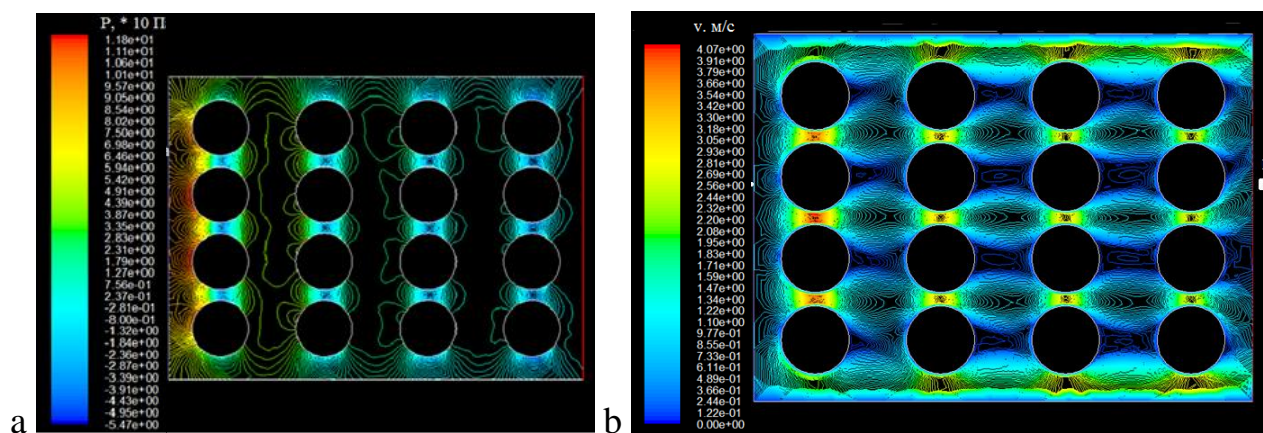 P, * 10 П
1.18e+01
1.11e+01
1.06e+01
1.01e+01
9.57e+00
9.05e+00
8.54e+00
8.02e+00
7.50e+00
6.98e+00
6.46e+00
5.94e+00
5.42e+00
4.91e+00
4.39e+00
3.87e+00
3.35e+00
2.83e+00
2.31e+00
1.79e+00
1.27e+00
7.56e-01
2.37e-01
-2.81e-01
-8.00e-01
-1.32e+00
-1.84e+00
-2.36e+00
-2.87e+00
-3.39e+00
-3.91e+00
-4.43e+00
-4.95e+00
-5.47e+00
a
v. м/с
4.07e+00
3.91e+00
3.79e+00
3.66e+00
3.54e+00
3.42e+00
3.30e+00
3.18e+00
3.05e+00
2.93e+00
2.81e+00
2.69e+00
2.56e+00
2.44e+00
2.32e+00
2.20e+00
2.08e+00
1.95e+00
1.83e+00
1.71e+00
1.59e+00
1.47e+00
1.34e+00
1.22e+00
1.10e+00
9.77e-01
8.55e-01
7.33e-01
6.11e-01
4.89e-01
3.66e-01
2.44e-01
1.22e-01
0.00e+00
b